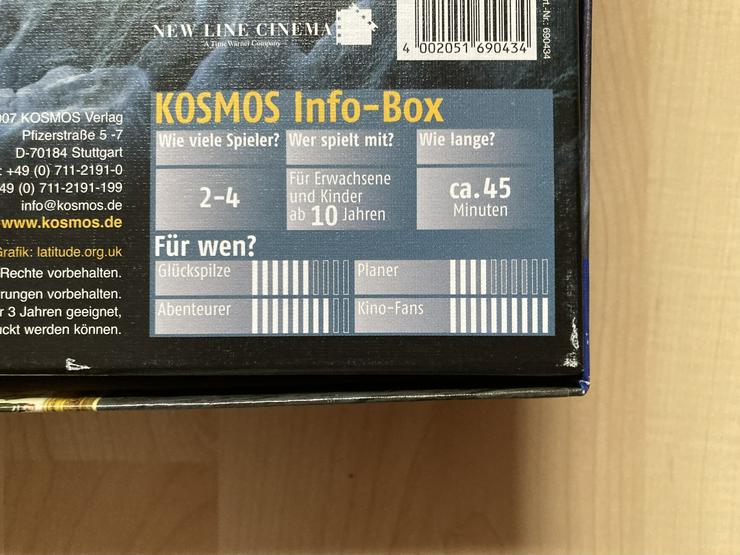 NEW LINE CINEMA
A Time Warner Company
4 002051 690434
t.-Nr.: 690434
007 KOSMOS Verlag
Pfizerstraße 5 -7
D-70184 Stuttgart
: +49 (0) 711-2191-0
49 (0) 711-2191-199
info@kosmos.de
www.kosmos.de
Grafik: latitude.org.uk
Rechte vorbehalten.
rungen vorbehalten.
r 3 Jahren geeignet,
uckt werden können.
KOSMOS Info-Box
Wie viele Spieler?
2-4
Wer spielt mit?
Für Erwachsene
und Kinder
ab 10 Jahren
Wie lange?
ca. 45
Minuten
Für wen?
Glückspilze
Planer
Abenteurer
Kino-Fans